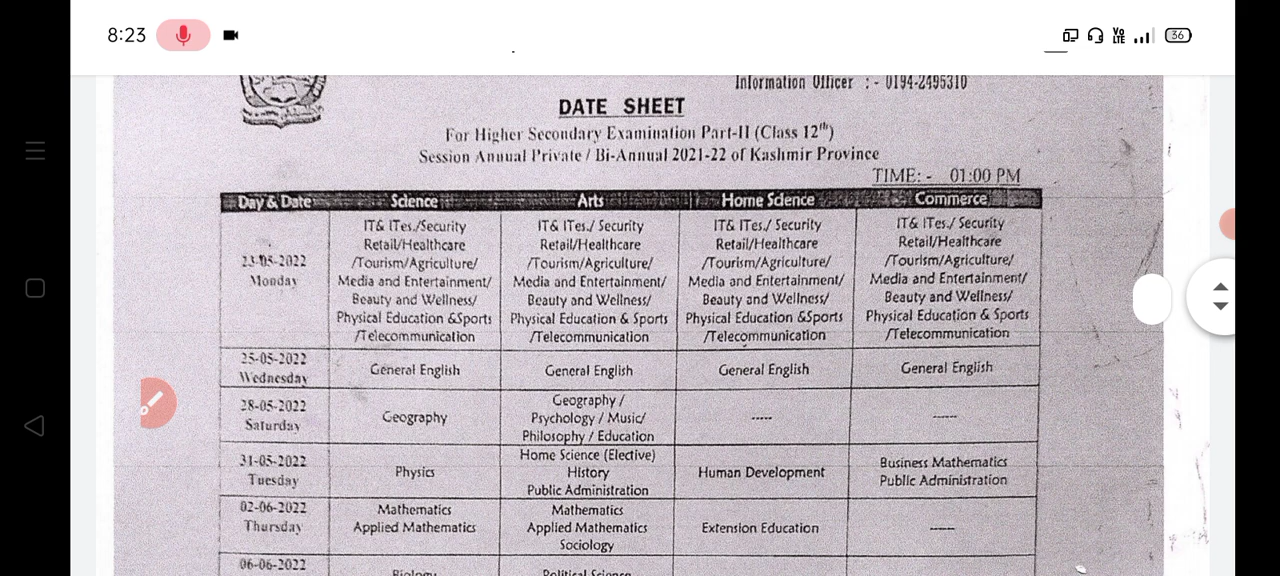 8:23
Vo
LTE
36
Information Officer : - 0194-2495310
DATE SHEET
For Higher Secondary Examination Part-II (Class 12th)
Session Annual Private / Bi-Annual 2021-22 of Kashmir Province
TIME: - 01:00 PM
Day & Date Science Arts Home Science Commerce
23-05-2022
Monday
IT& ITes./Security
Retail/Healthcare
/Tourism/Agriculture/
Media and Entertainment/
Beauty and Wellness/
Physical Education &Sports
/Telecommunication
IT& ITes./ Security
Retail/Healthcare
/Tourism/Agriculture/
Media and Entertainment/
Beauty and Wellness/
Physical Education & Sports
/Telecommunication
IT& ITes./ Security
Retail/Healthcare
/Tourism/Agriculture/
Media and Entertainment/
Beauty and Wellness/
Physical Education &Sports
/Telecommunication
IT& ITes./ Security
Retail/Healthcare
/Tourism/Agriculture/
Media and Entertainment/
Beauty and Wellness/
Physical Education & Sports
/Telecommunication
25-05-2022
Wednesday
General English
General English
General English
General English
28-05-2022
Saturday
Geography
Geography /
Psychology / Music/
Philosophy / Education
-----
-----
31-05-2022
Tuesday
Physics
Home Science (Elective)
History
Public Administration
Human Development
Business Mathematics
Public Administration
02-06-2022
Thursday
Mathematics
Applied Mathematics
Mathematics
Applied Mathematics
Sociology
Extension Education
-----
06-06-2022
Biology
Political Science